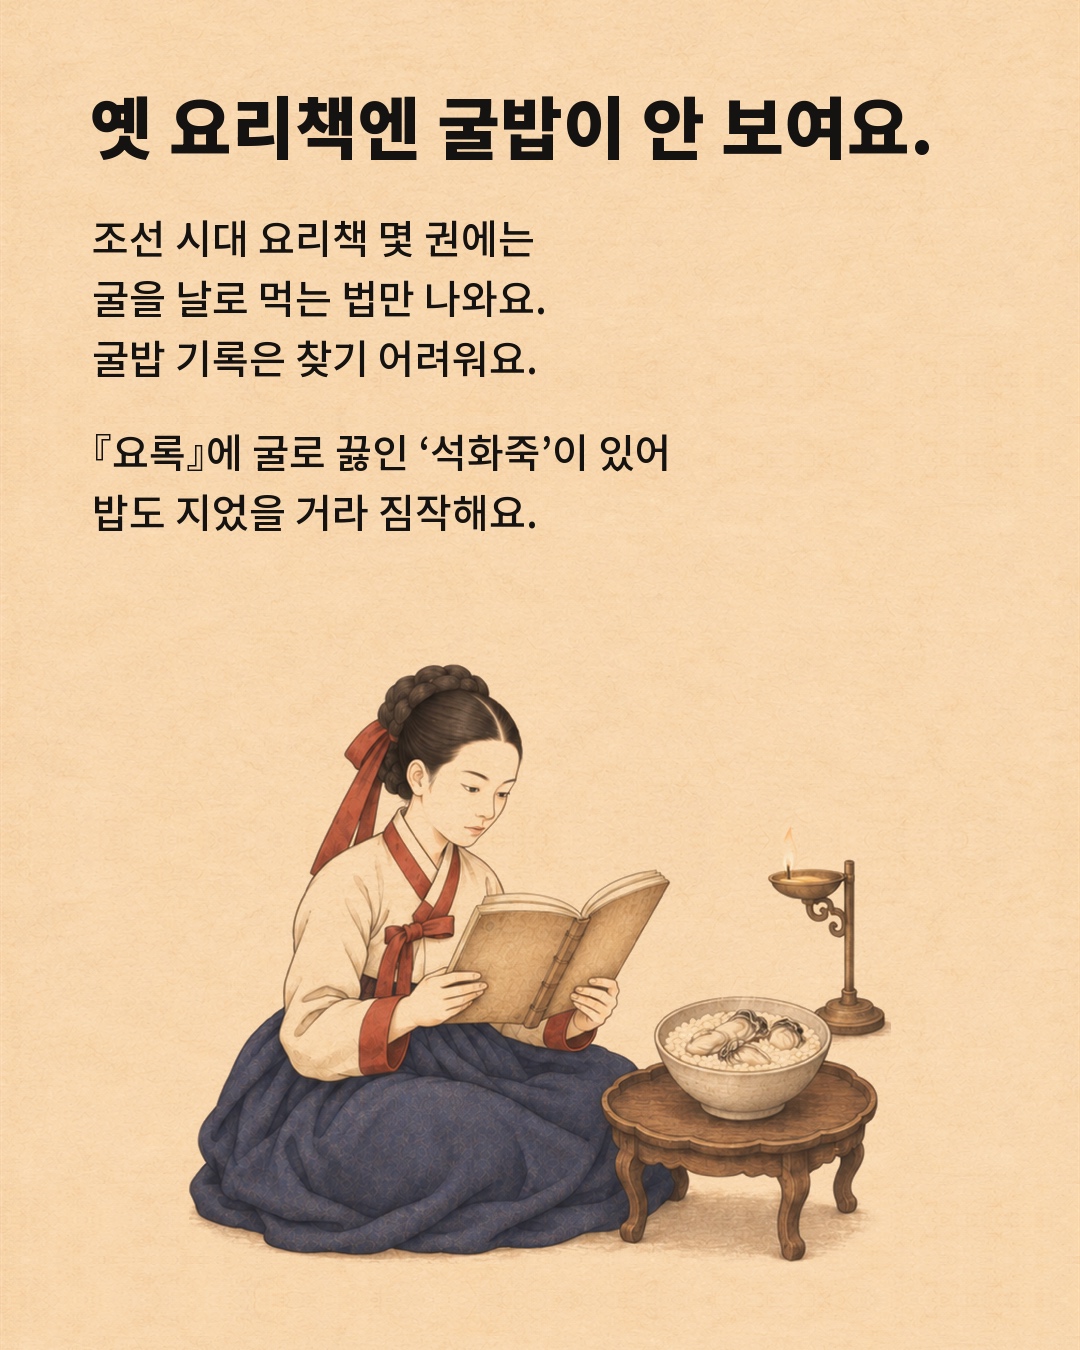 옛 요리책엔 굴밥이 안 보여요.
조선 시대 요리책 몇 권에는
굴을 날로 먹는 법만 나와요.
굴밥 기록은 찾기 어려워요.
『요록』에 굴로 끓인 ‘석화죽’이 있어
밥도 지었을 거라 짐작해요.